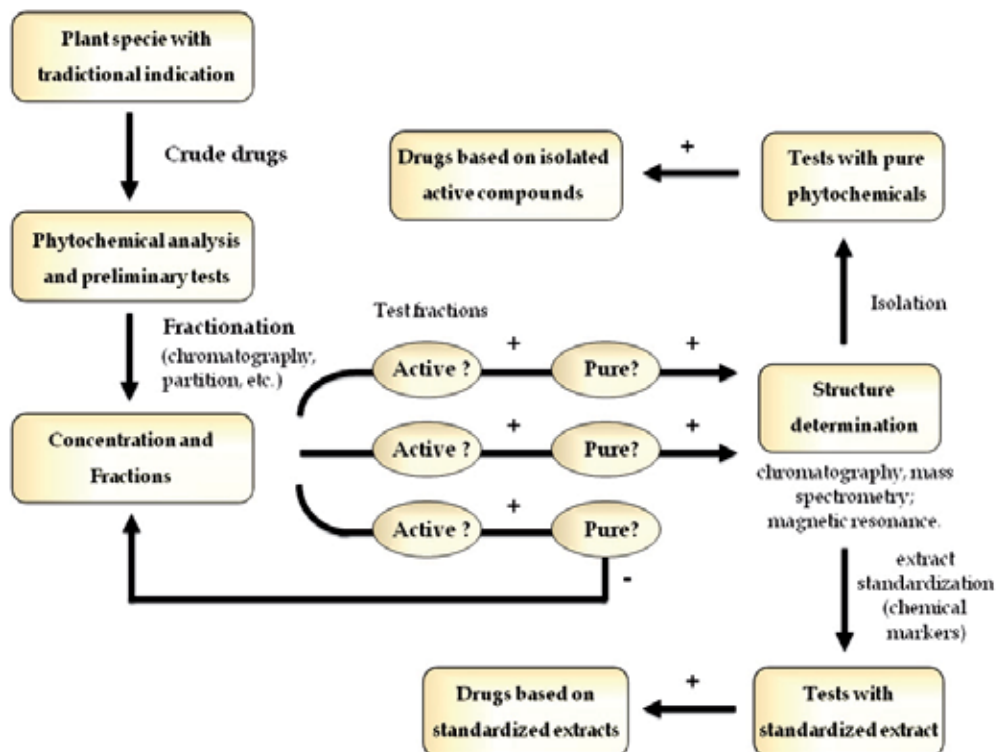 Plant specie with
tradictional indication
Crude drugs
Phytochemical analysis
and preliminary tests
Fractionation
(chromatography,
partition, etc.)
Concentration and
Fractions
Test fractions
Active ?
+
Pure?
+
Active ?
+
Pure?
+
Active ?
+
Pure?
-
Structure
determination
chromatography, mass
spectrometry;
magnetic resonance.
Isolation
Tests with pure
phytochemicals
+
Drugs based on isolated
active compounds
extract
standardization
(chemical
markers)
Tests with
standardized extract
+
Drugs based on
standardized extracts